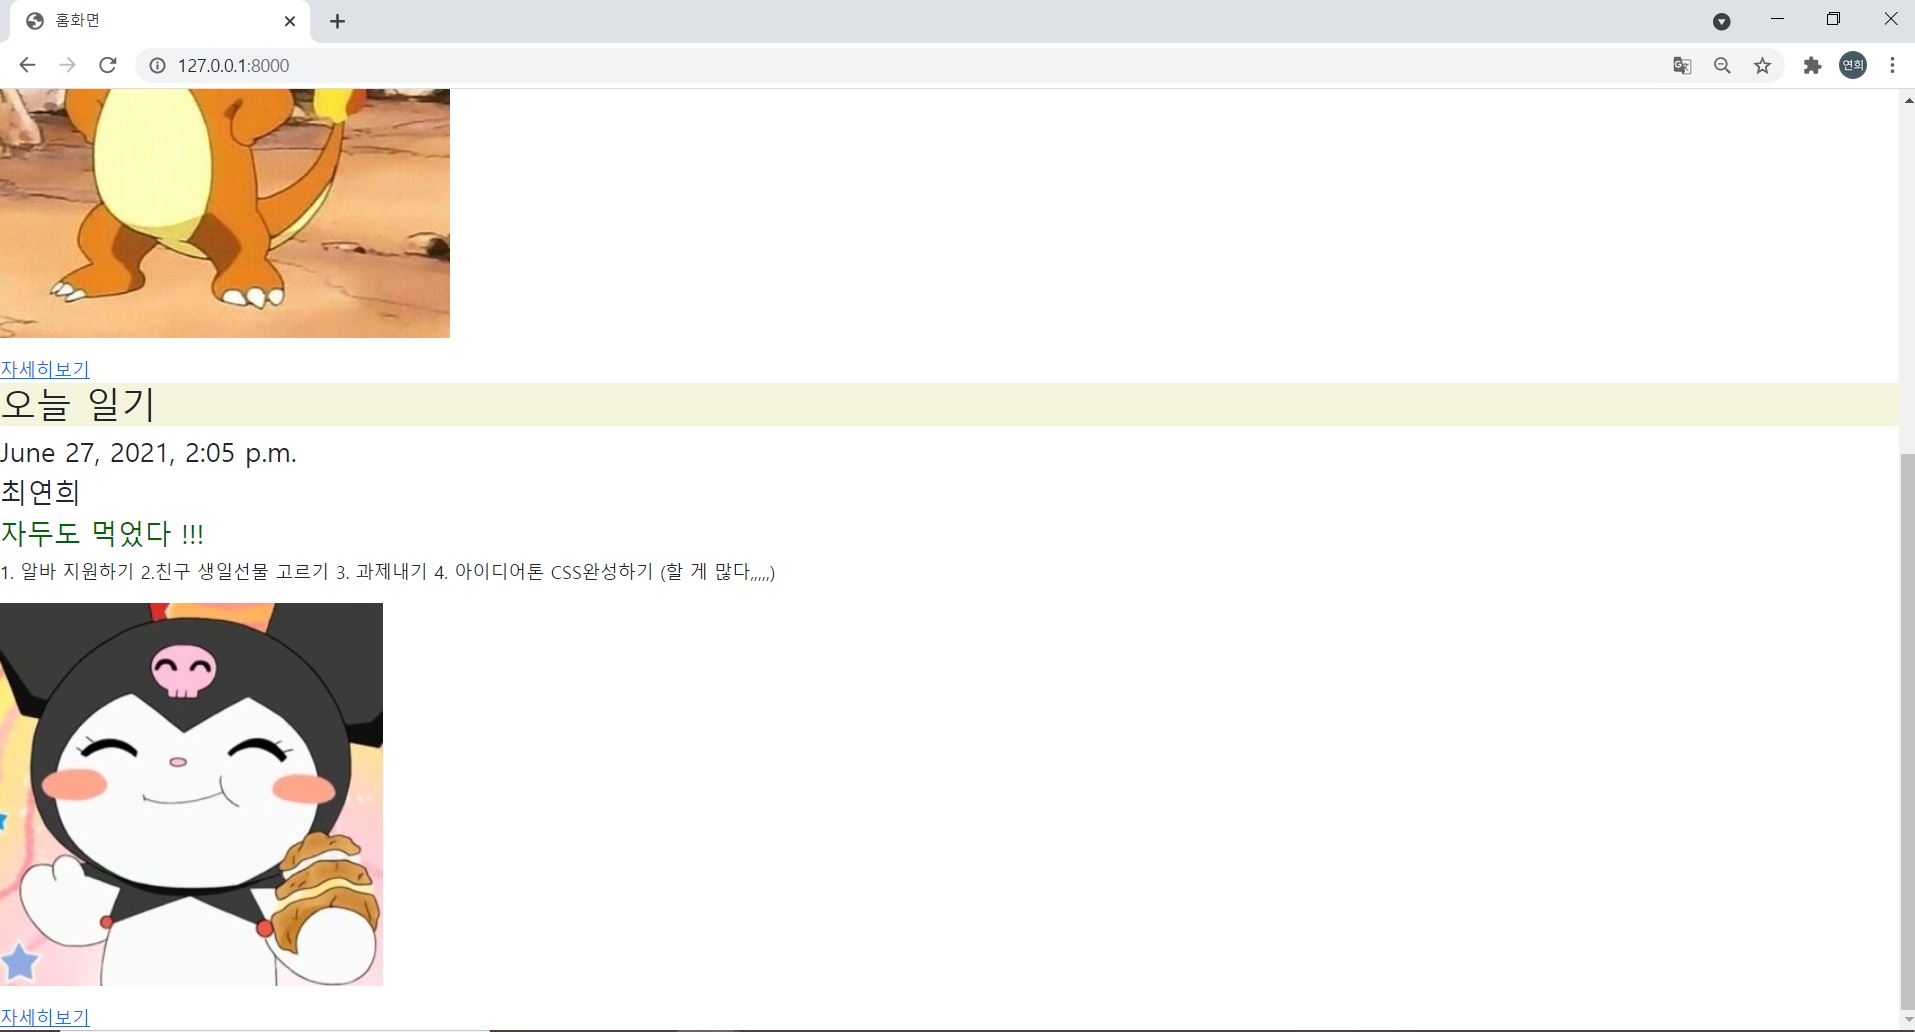 홈화면
127.0.0.1:8000
연희
자세히보기
오늘 일기
June 27, 2021, 2:05 p.m.
최연희
자두도 먹었다 !!!
1. 알바 지원하기 2.친구 생일선물 고르기 3. 과제내기 4. 아이디어톤 CSS완성하기 (할 게 많다,,,,,)
자세히보기